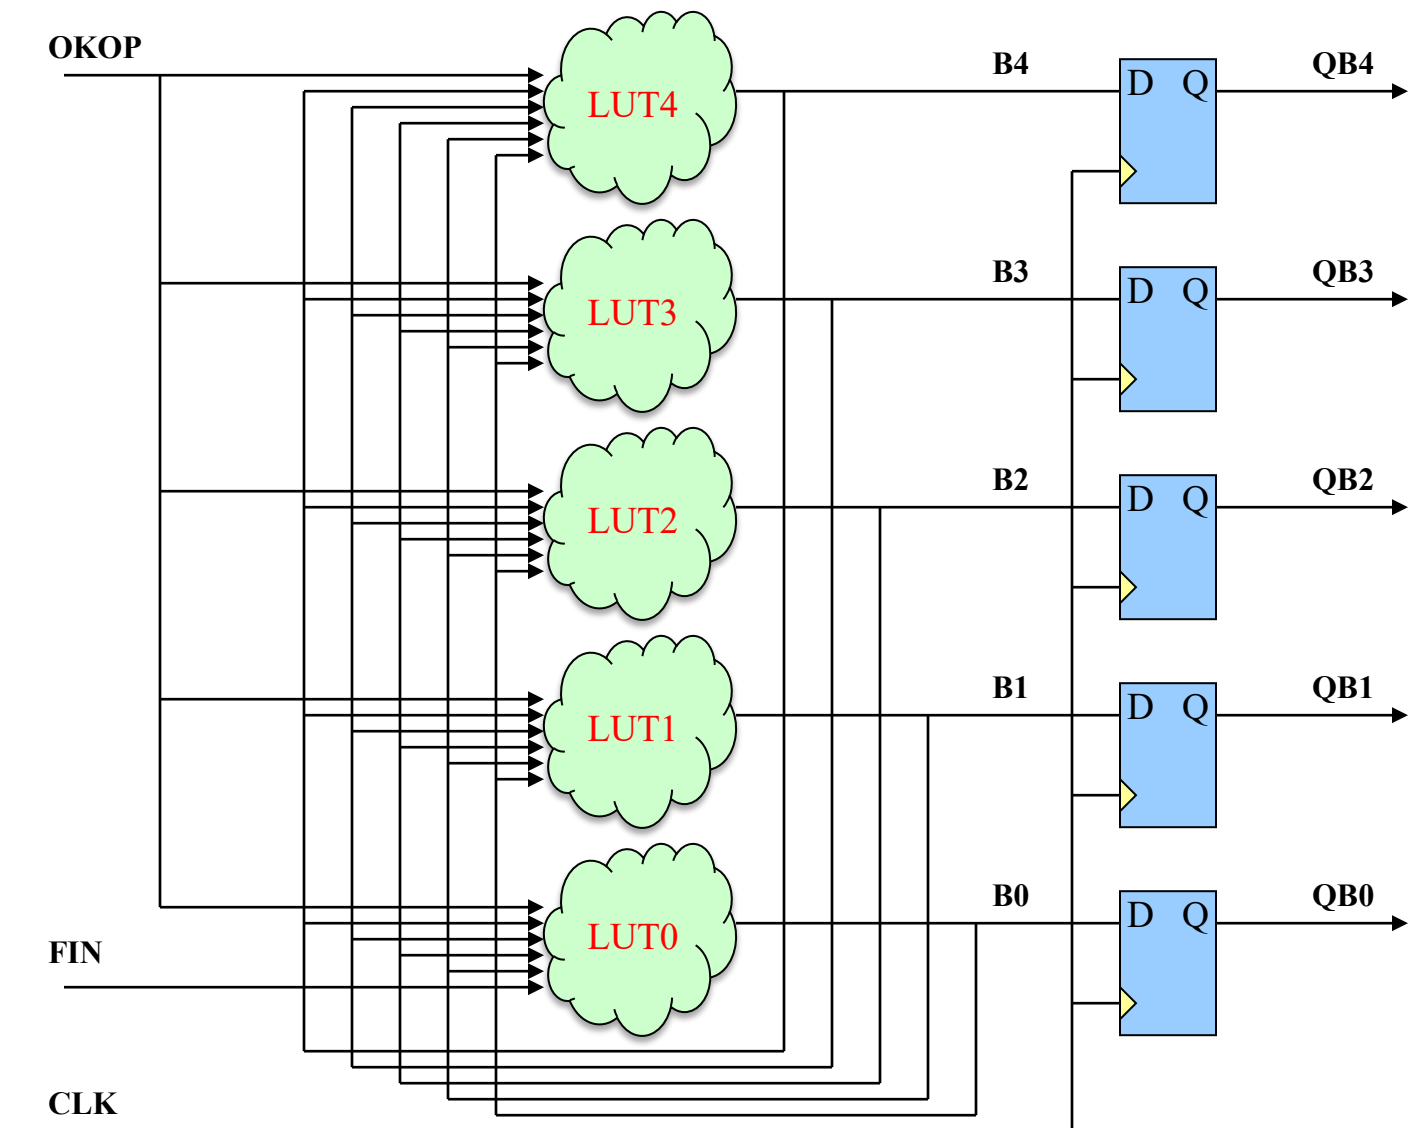 OKOP
LUT4
B4
D Q
QB4
LUT3
B3
D Q
QB3
LUT2
B2
D Q
QB2
LUT1
B1
D Q
QB1
LUT0
B0
D Q
QB0
FIN
CLK